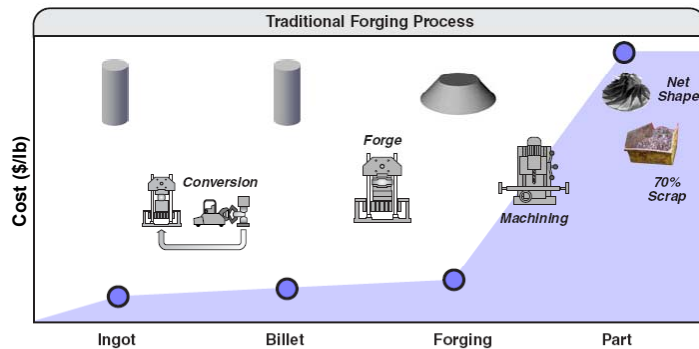 Traditional Forging Process
Cost ($/lb)
Conversion
Forge
Machining
Net
Shape
70%
Scrap
Ingot
Billet
Forging
Part